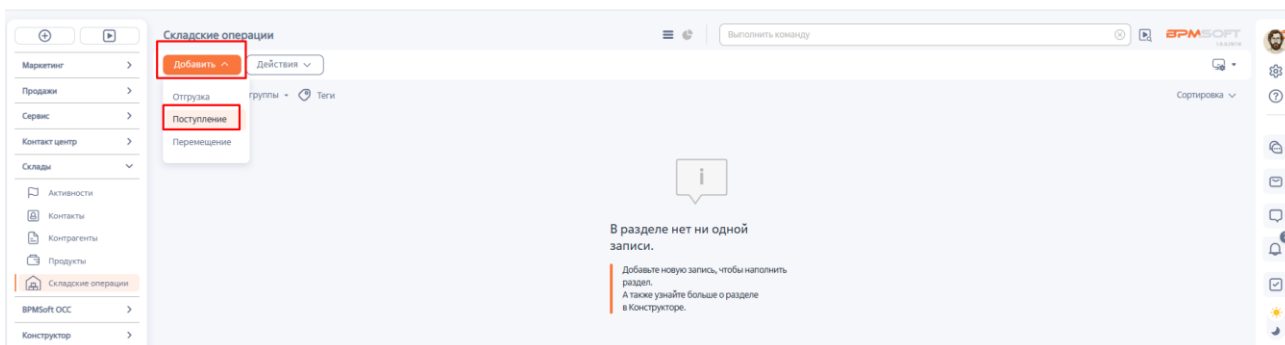 Складские операции
Выполнить команду
BPMSOFT
Маркетинг
Добавить
Действия
Продажи
Отгрузка
группы
Теги
Сортировка
Сервис
Поступление
Контакт центр
Перемещение
Склады
Активности
Контакты
Контрагенты
Продукты
Складские операции
BPMSoft ОСС
Конструктор
i
В разделе нет ни одной
записи.
Добавьте новую запись, чтобы наполнить
раздел.
А также узнайте больше о разделе
в Конструкторе.